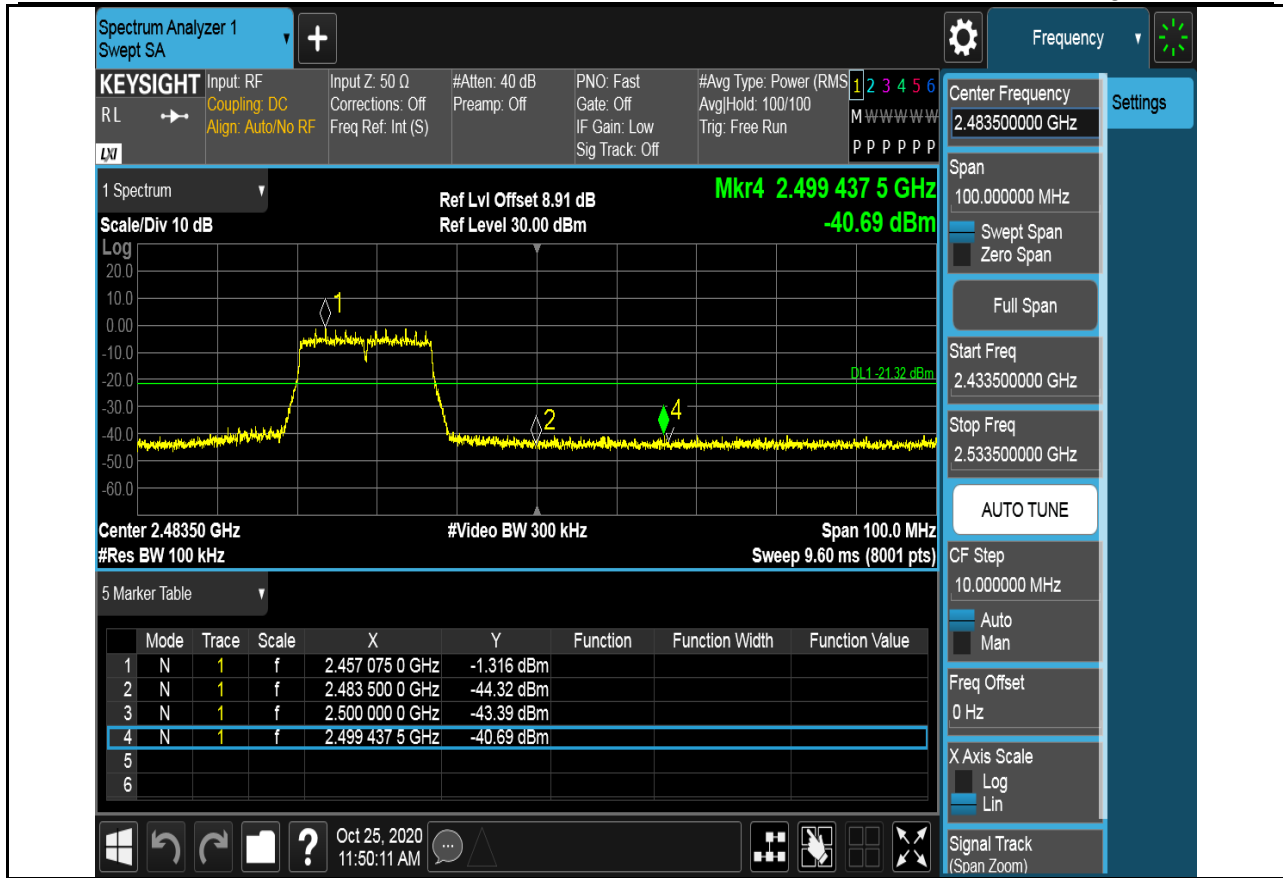 Spectrum Analyzer 1
Swept SA
+
Frequency
KEYSIGHT
RL
LXI
Input: RF
Coupling: DC
Align: Auto/No RF
Input Z: 50 Ω
Corrections: Off
Freq Ref: Int (S)
#Atten: 40 dB
Preamp: Off
PNO: Fast
Gate: Off
IF Gain: Low
Sig Track: Off
#Avg Type: Power (RMS
Avg|Hold: 100/100
Trig: Free Run
1 2 3 4 5 6
M W W W W W
P P P P P P
1 Spectrum
Scale/Div 10 dB
Ref Lvl Offset 8.91 dB
Ref Level 30.00 dBm
Mkr4 2.499 437 5 GHz
-40.69 dBm
Log
20.0
10.0
0.00
-10.0
-20.0
-30.0
-40.0
-50.0
-60.0
1
2
4
DL1 -21.32 dBm
Center 2.48350 GHz
#Res BW 100 kHz
#Video BW 300 kHz
Span 100.0 MHz
Sweep 9.60 ms (8001 pts)
5 Marker Table
Mode Trace Scale X Y Function Function Width Function Value
1 N 1 f 2.457 075 0 GHz -1.316 dBm
2 N 1 f 2.483 500 0 GHz -44.32 dBm
3 N 1 f 2.500 000 0 GHz -43.39 dBm
4 N 1 f 2.499 437 5 GHz -40.69 dBm
5
6
?
Oct 25, 2020
11:50:11 AM
Center Frequency
2.483500000 GHz
Settings
Span
100.000000 MHz
Swept Span
Zero Span
Full Span
Start Freq
2.433500000 GHz
Stop Freq
2.533500000 GHz
AUTO TUNE
CF Step
10.000000 MHz
Auto
Man
Freq Offset
0 Hz
X Axis Scale
Log
Lin
Signal Track
(Span Zoom)